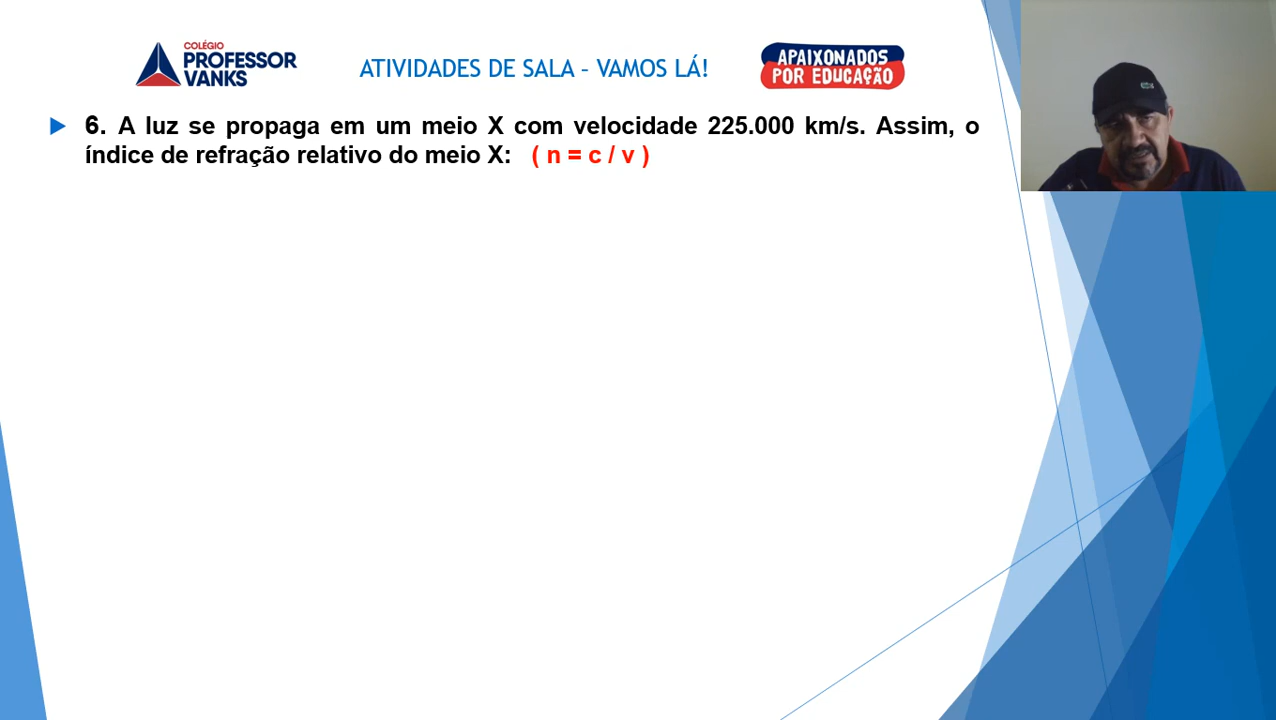 COLÉGIO
PROFESSOR
VANKS
ATIVIDADES DE SALA – VAMOS LÁ!
APAIXONADOS
POR EDUCAÇÃO
6. A luz se propaga em um meio X com velocidade 225.000 km/s. Assim, o
índice de refração relativo do meio X: ( n = c / v )